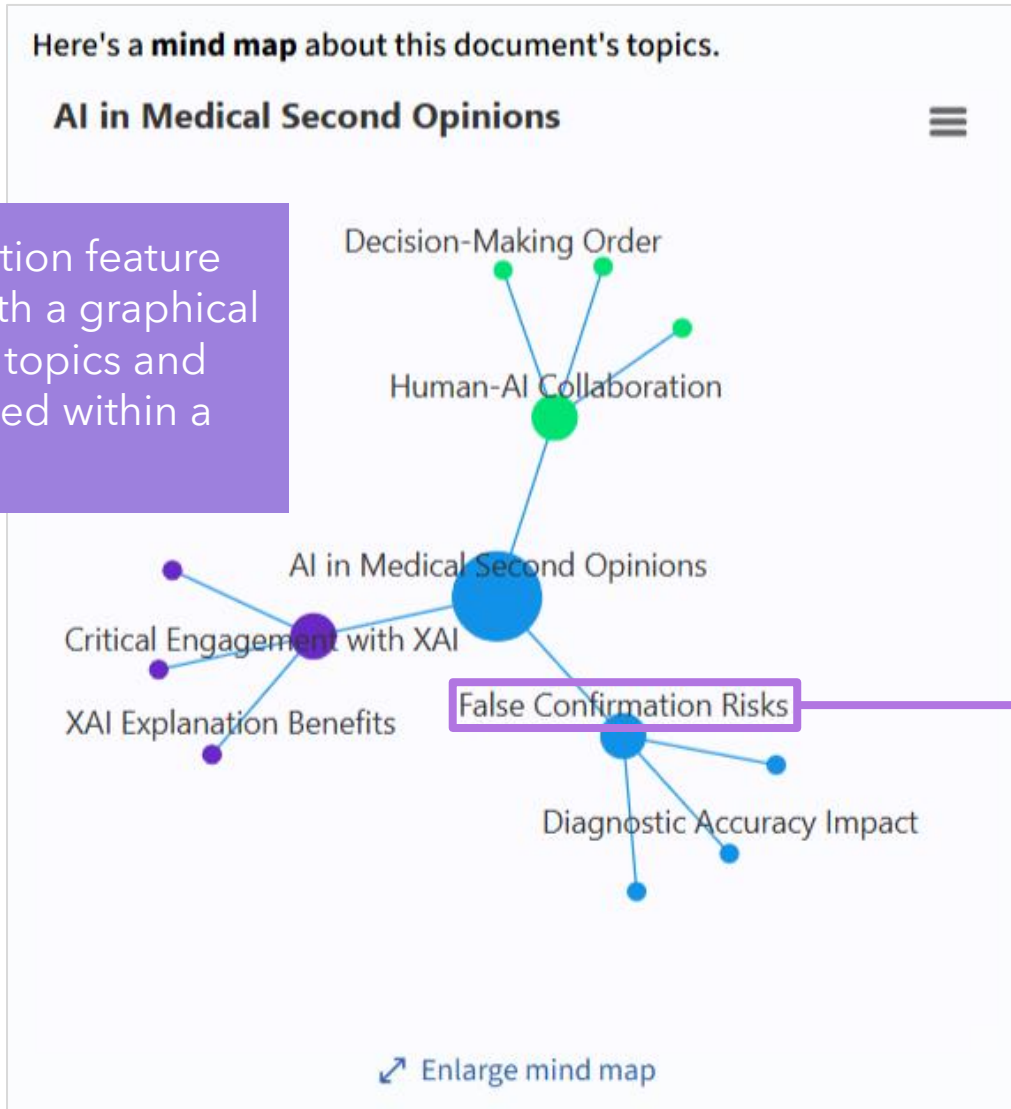 Here's a mind map about this document's topics.
AI in Medical Second Opinions
tion feature
th a graphical
topics and
ed within a
Decision-Making Order
Human-AI Collaboration
AI in Medical Second Opinions
Critical Engagement with XAI
XAI Explanation Benefits
False Confirmation Risks
Diagnostic Accuracy Impact
Enlarge mind map